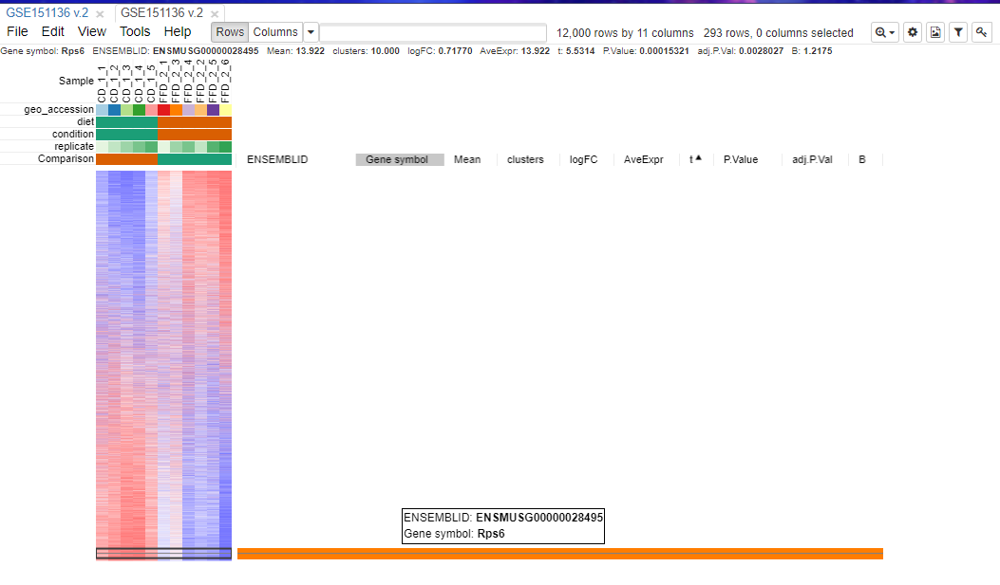 GSE151136 v.2 × GSE151136 v.2 ×
File Edit View Tools Help Rows Columns 12,000 rows by 11 columns 293 rows, 0 columns selected
Gene symbol: Rps6 ENSEMBLID: ENSMUSG00000028495 Mean: 13.922 clusters: 10.000 logFC: 0.71770 AveExpr: 13.922 t: 5.5314 P.Value: 0.00015321 adj.P.Val: 0.0028027 B: 1.2175
Sample CD_1_1 CD_1_2 CD_1_3 CD_1_4 CD_1_5 FFD_2_1 FFD_2_3 FFD_2_4 FFD_2_2 FFD_2_5 FFD_2_6
geo_accession
diet
condition
replicate
Comparison ENSEMBLID Gene symbol Mean clusters logFC AveExpr t P.Value adj.P.Val B
ENSEMBLID: ENSMUSG00000028495
Gene symbol: Rps6